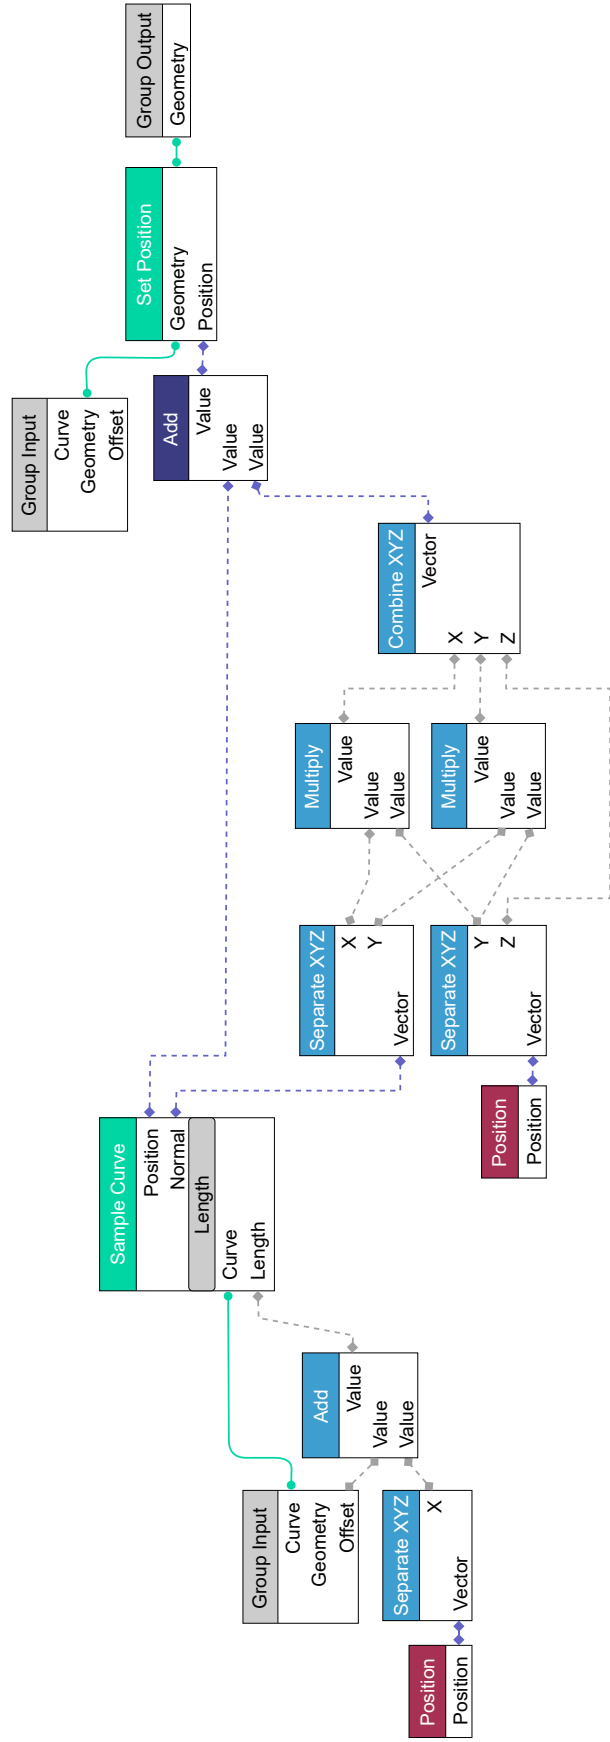 Position
Position
Group Input
Curve
Geometry
Offset
Separate XYZ
X
Vector
Add
Value
Value
Value
Sample Curve
Position
Normal
Length
Curve
Length
Position
Position
Separate XYZ
X
Y
Vector
Separate XYZ
Y
Z
Vector
Multiply
Value
Value
Value
Multiply
Value
Value
Value
Combine XYZ
Vector
X
Y
Z
Group Input
Curve
Geometry
Offset
Add
Value
Value
Value
Set Position
Geometry
Position
Group Output
Geometry